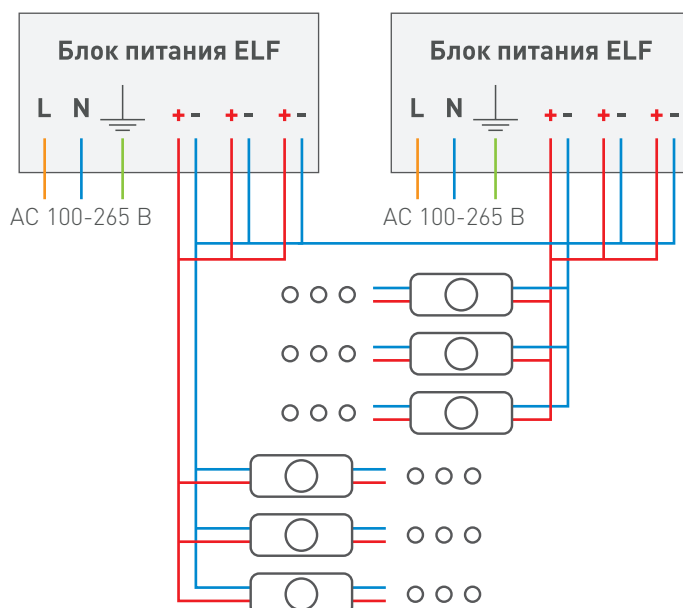 Блок питания ELF
L N + - + - + -
AC 100-265 В
Блок питания ELF
L N + - + - + -
AC 100-265 В